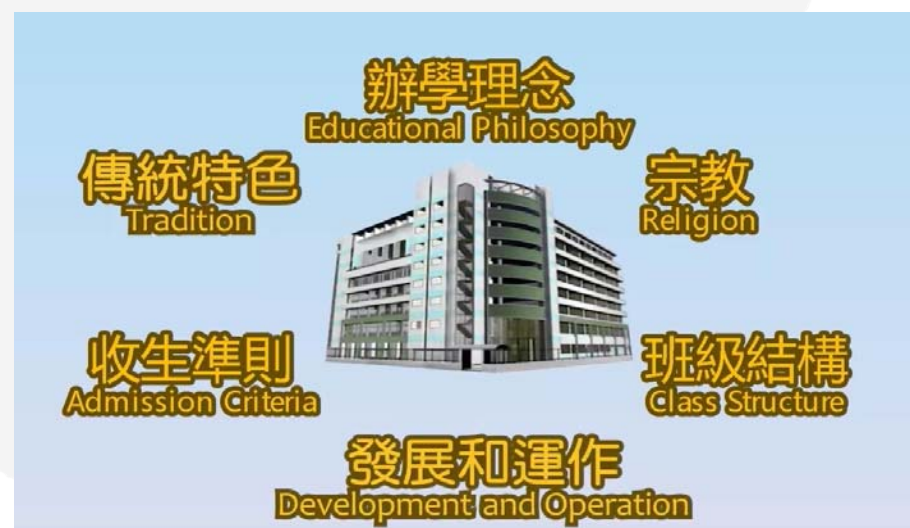 辦學理念
Educational Philosophy
傳統特色
Tradition
宗教
Religion
收生準則
Admission Criteria
班級結構
Class Structure
發展和運作
Development and Operation